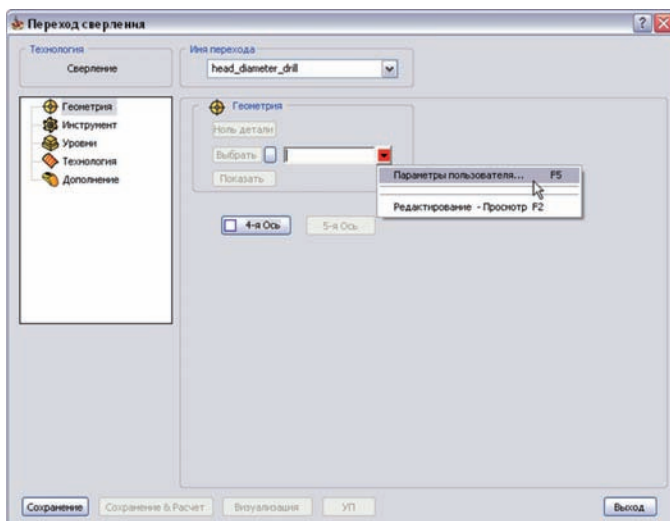 Переход сверления
Технология
Сверление
Имя перехода
head_diameter_drill
Геометрия
Инструмент
Уровни
Технология
Дополнение
Геометрия
Ноль детали
Выбрать
Показать
Параметры пользователя... F5
Редактирование - Просмотр F2
4-я Ось
5-я Ось
Сохранение
Сохранение & Расчет
Визуализация
УП
Выход